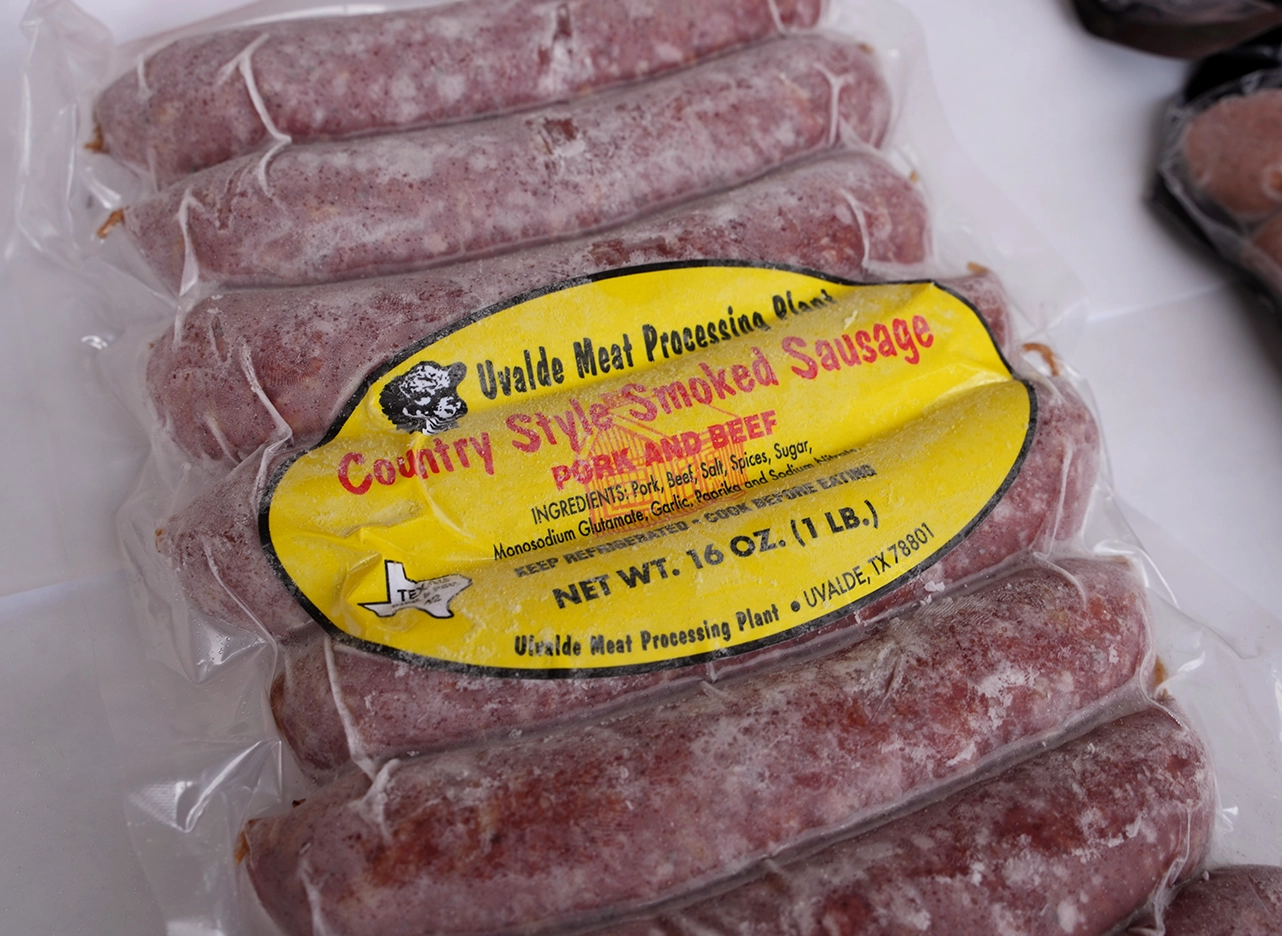 Uvalde Meat Processing Plant
Country Style Smoked Sausage
PORK AND BEEF
INGREDIENTS: Pork, Beef, Salt, Spices, Sugar,
Monosodium Glutamate, Garlic, Paprika and Sodium Nitrate.
KEEP REFRIGERATED - COOK BEFORE EATING
NET WT. 16 OZ. (1 LB.)
Ulvalde Meat Processing Plant • UVALDE, TX 78801